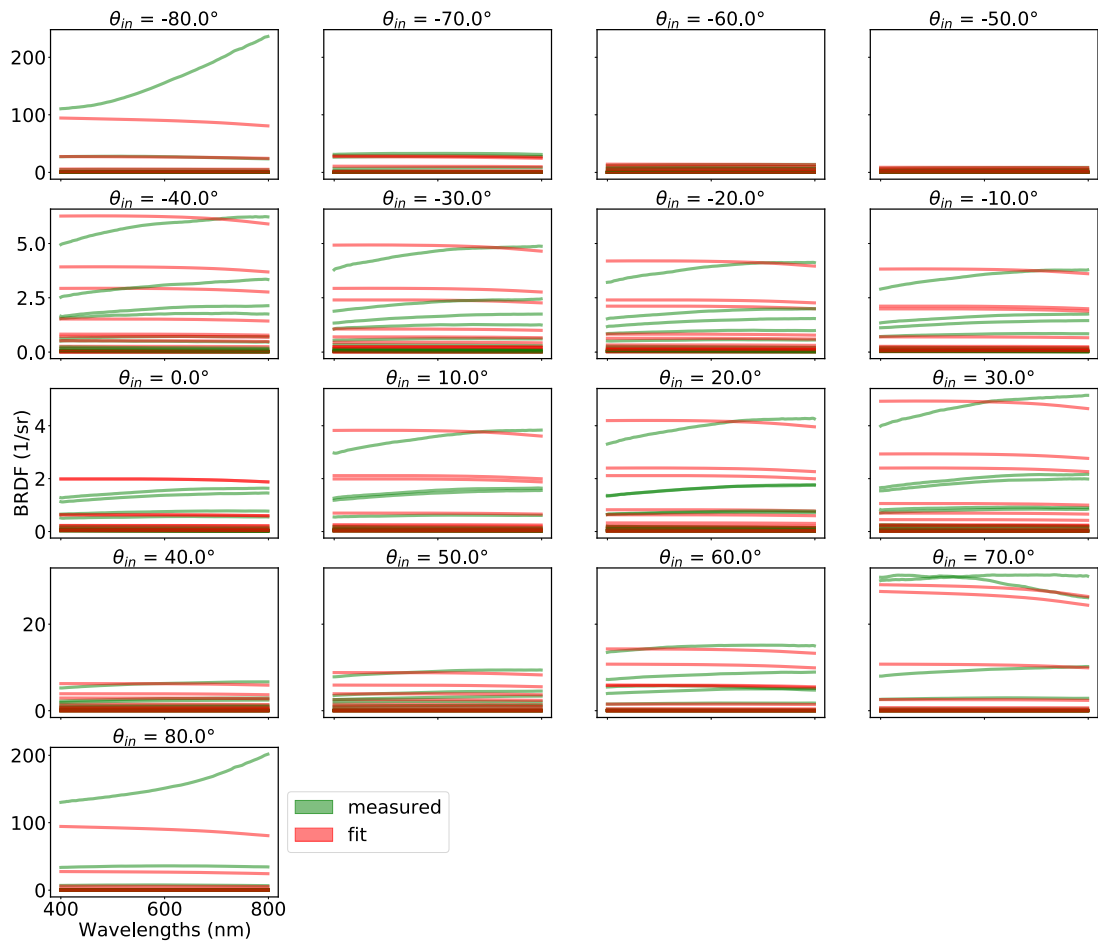 θin = -80.0° θin = -70.0° θin = -60.0° θin = -50.0°
200
100
0
θin = -40.0° θin = -30.0° θin = -20.0° θin = -10.0°
5.0
2.5
0.0
θin = 0.0° θin = 10.0° θin = 20.0° θin = 30.0°
4
2
0
BRDF (1/sr)
θin = 40.0° θin = 50.0° θin = 60.0° θin = 70.0°
20
0
θin = 80.0°
200
100
0
400 600 800
Wavelengths (nm)
measured
fit